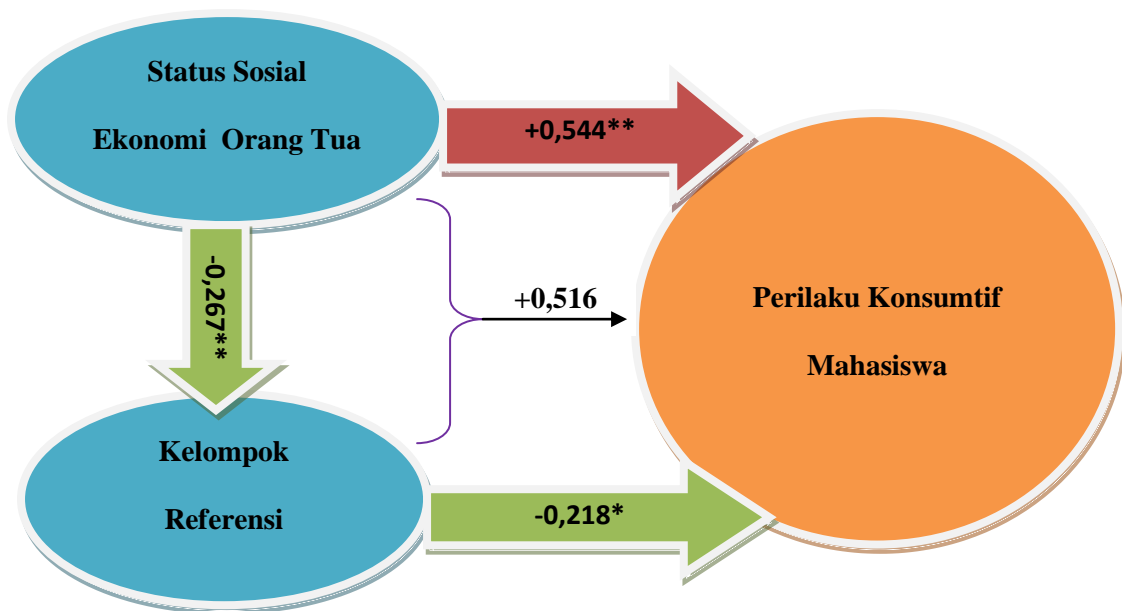 Status Sosial
Ekonomi Orang Tua
+0,544**
-0,267**
+0,516
Perilaku Konsumtif
Mahasiswa
Kelompok
Referensi
-0,218*